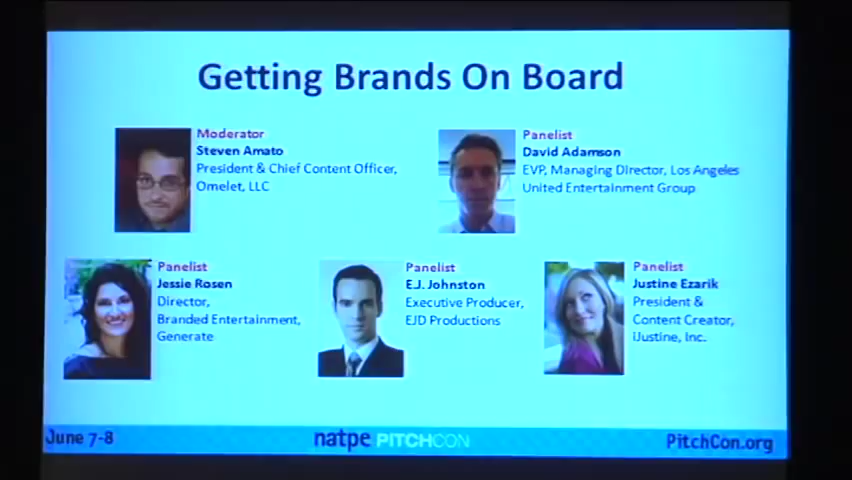 Getting Brands On Board
Moderator
Steven Amato
President & Chief Content Officer,
Omelet, LLC
Panelist
David Adamson
EVP, Managing Director, Los Angeles
United Entertainment Group
Panelist
Jessie Rosen
Director,
Branded Entertainment,
Generate
Panelist
E.J. Johnston
Executive Producer,
EJD Productions
Panelist
Justine Ezarik
President &
Content Creator,
iJustine, Inc.
June 7-8
natpe PITCHCON
PitchCon.org